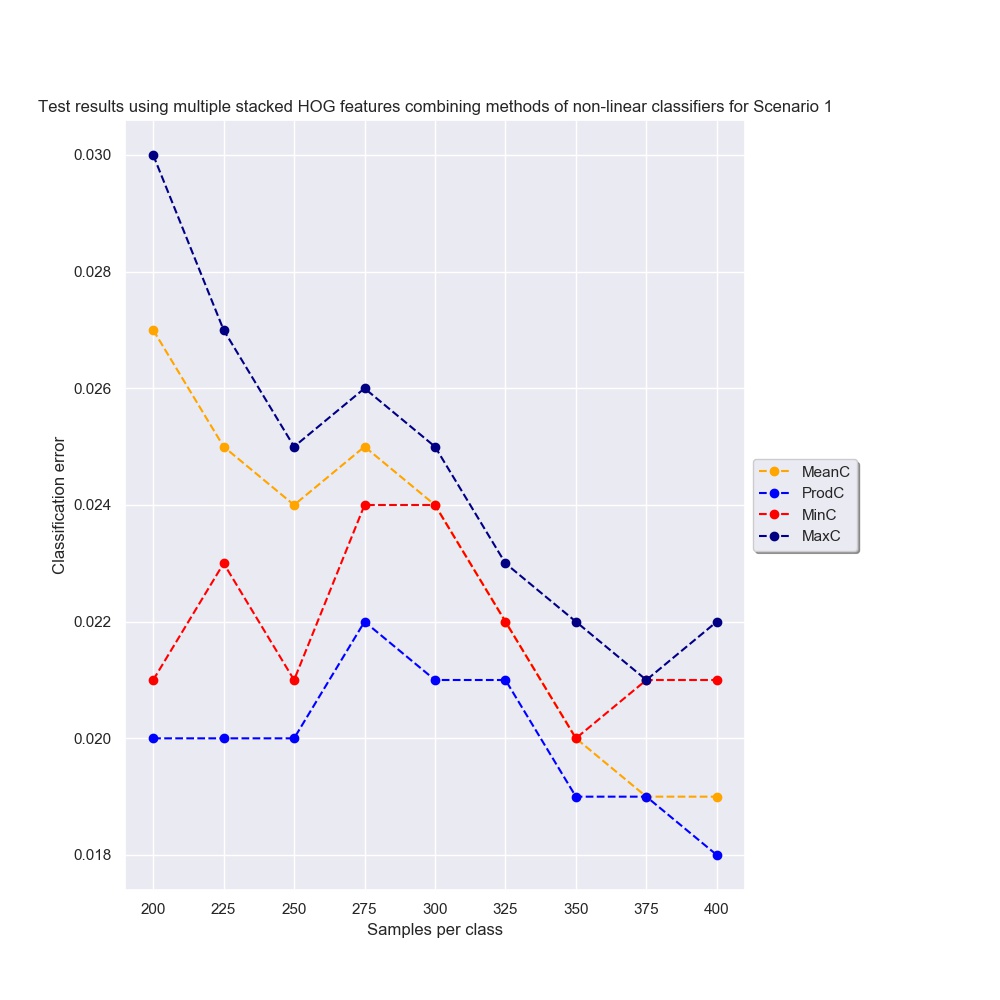 Test results using multiple stacked HOG features combining methods of non-linear classifiers for Scenario 1
0.030
0.028
0.026
0.024
0.022
0.020
0.018
Classification error
200 225 250 275 300 325 350 375 400
Samples per class
MeanC
ProdC
MinC
MaxC